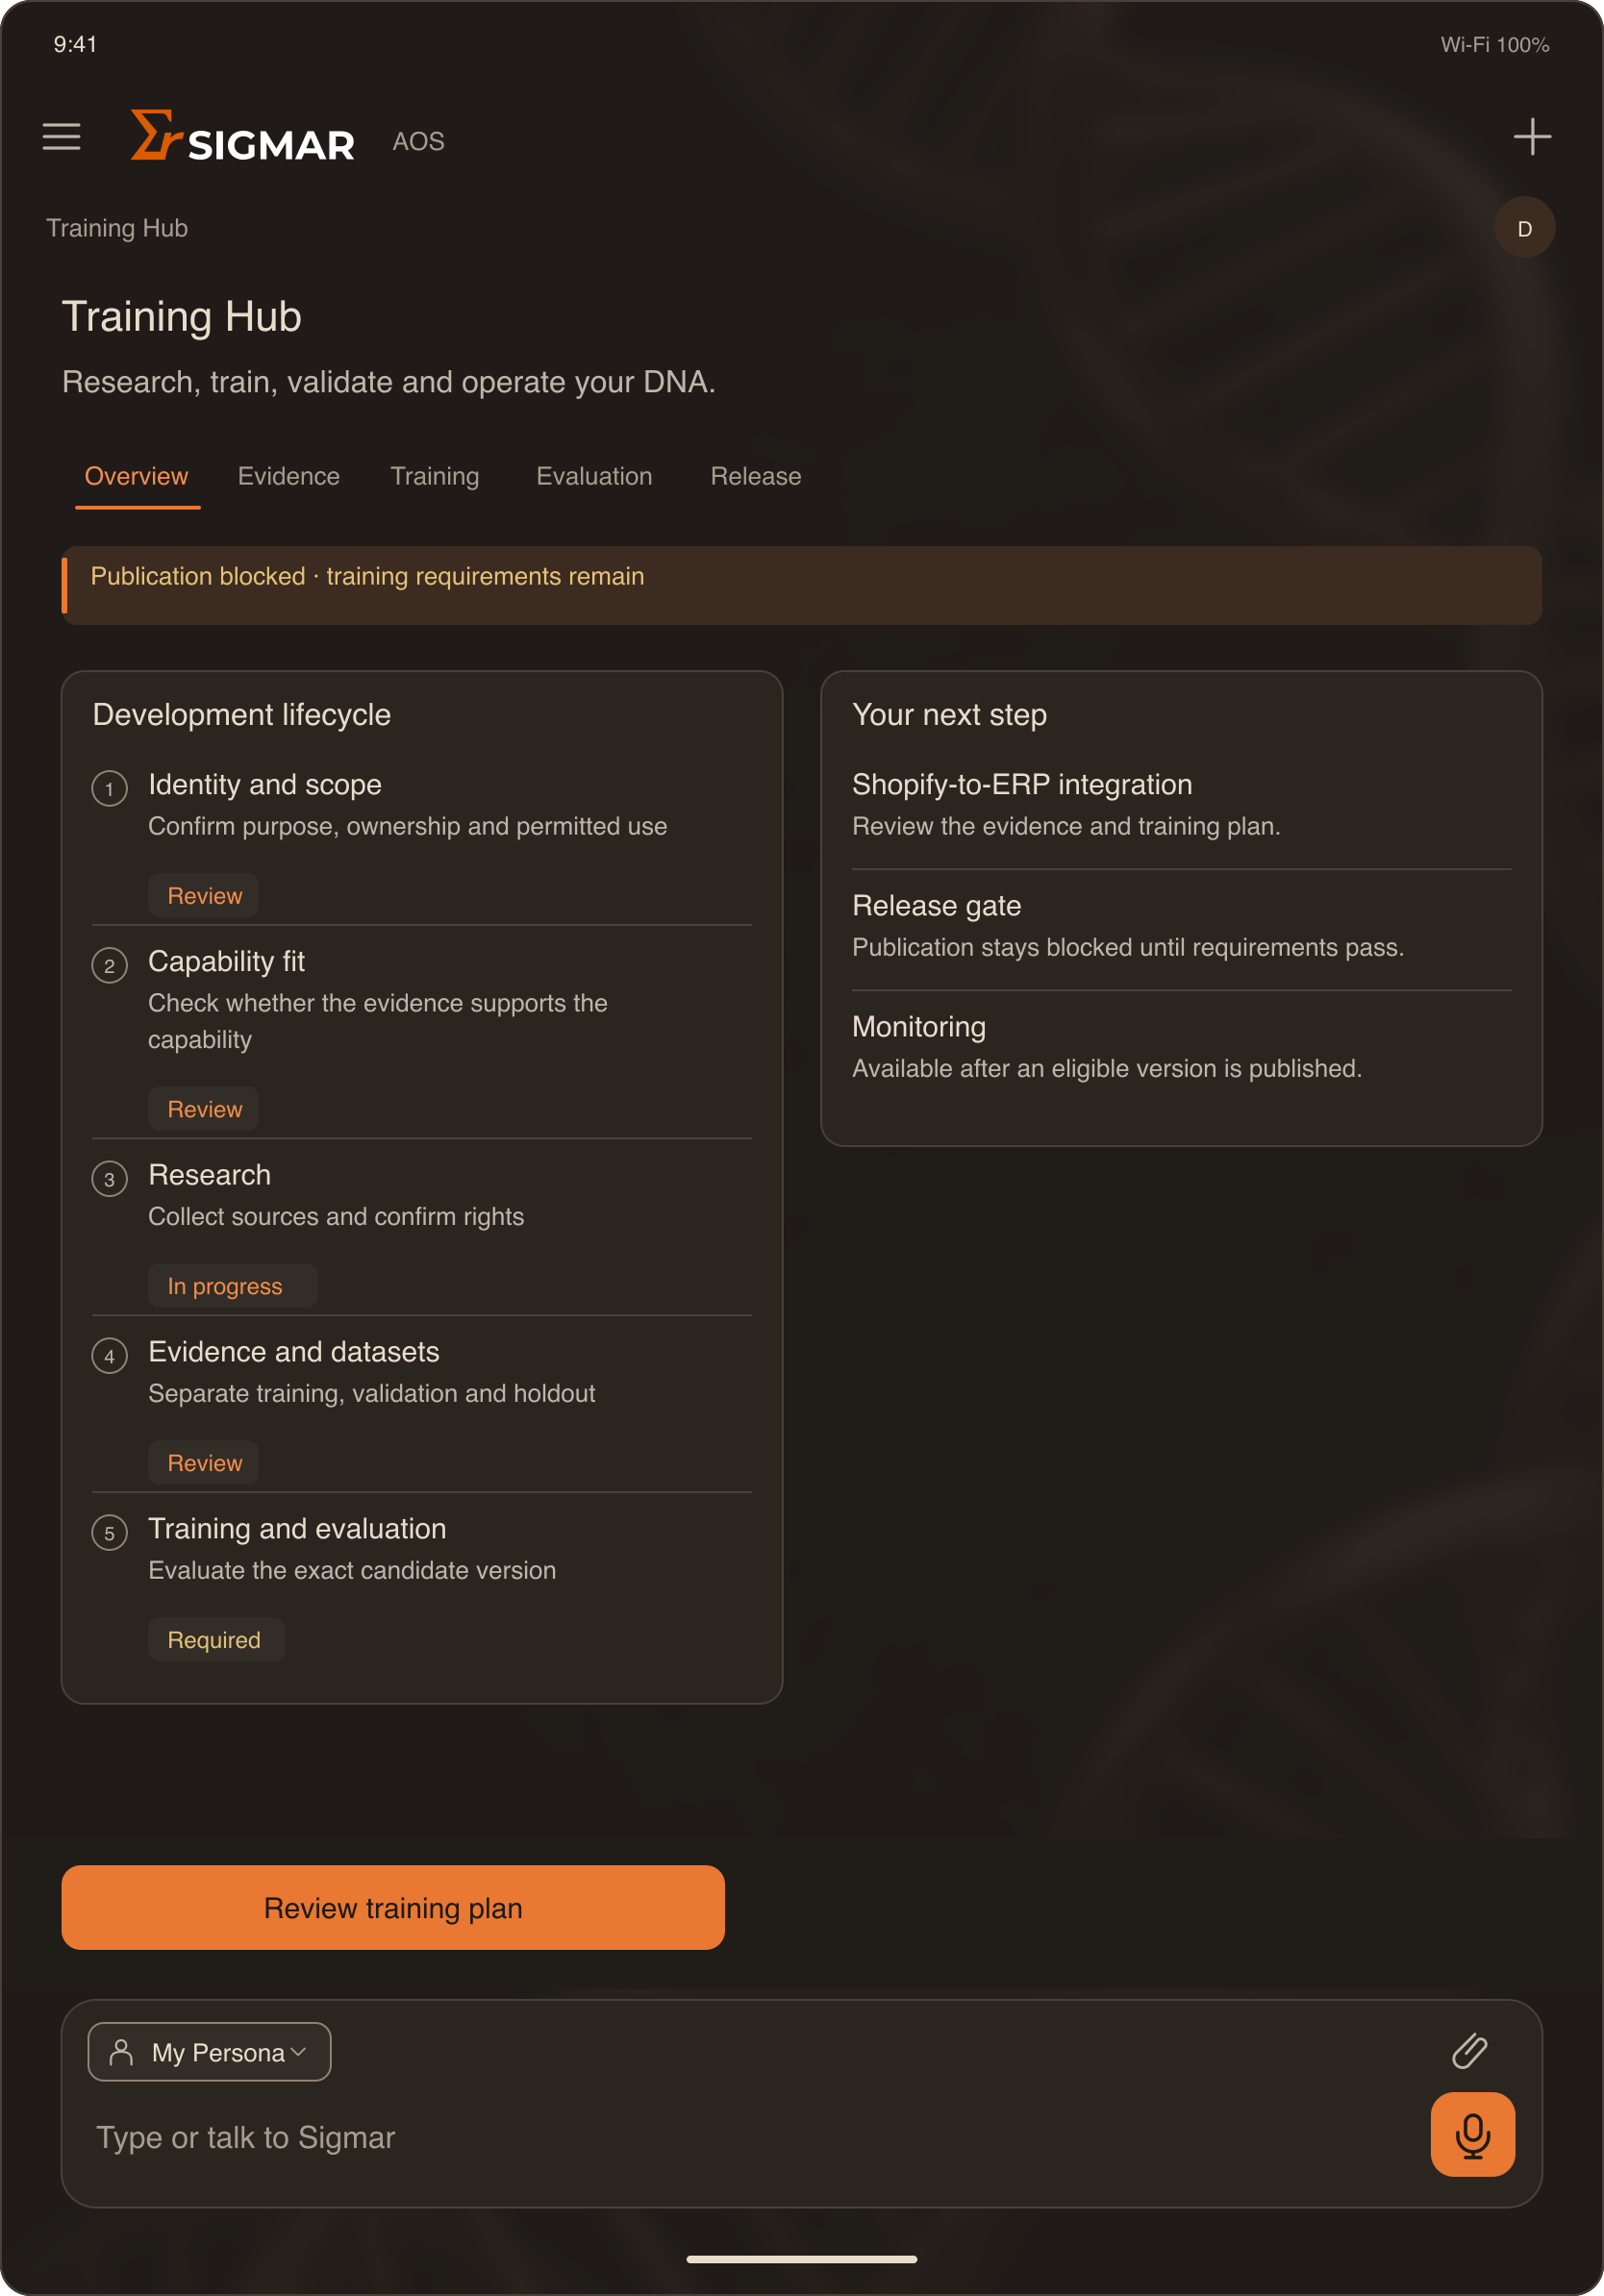 9:41
Wi-Fi 100%
Σr SIGMAR AOS
Training Hub
D
Training Hub
Research, train, validate and operate your DNA.
Overview Evidence Training Evaluation Release
Publication blocked · training requirements remain
Development lifecycle
1 Identity and scope
Confirm purpose, ownership and permitted use
Review
2 Capability fit
Check whether the evidence supports the
capability
Review
3 Research
Collect sources and confirm rights
In progress
4 Evidence and datasets
Separate training, validation and holdout
Review
5 Training and evaluation
Evaluate the exact candidate version
Required
Your next step
Shopify-to-ERP integration
Review the evidence and training plan.
Release gate
Publication stays blocked until requirements pass.
Monitoring
Available after an eligible version is published.
Review training plan
My Persona
Type or talk to Sigmar